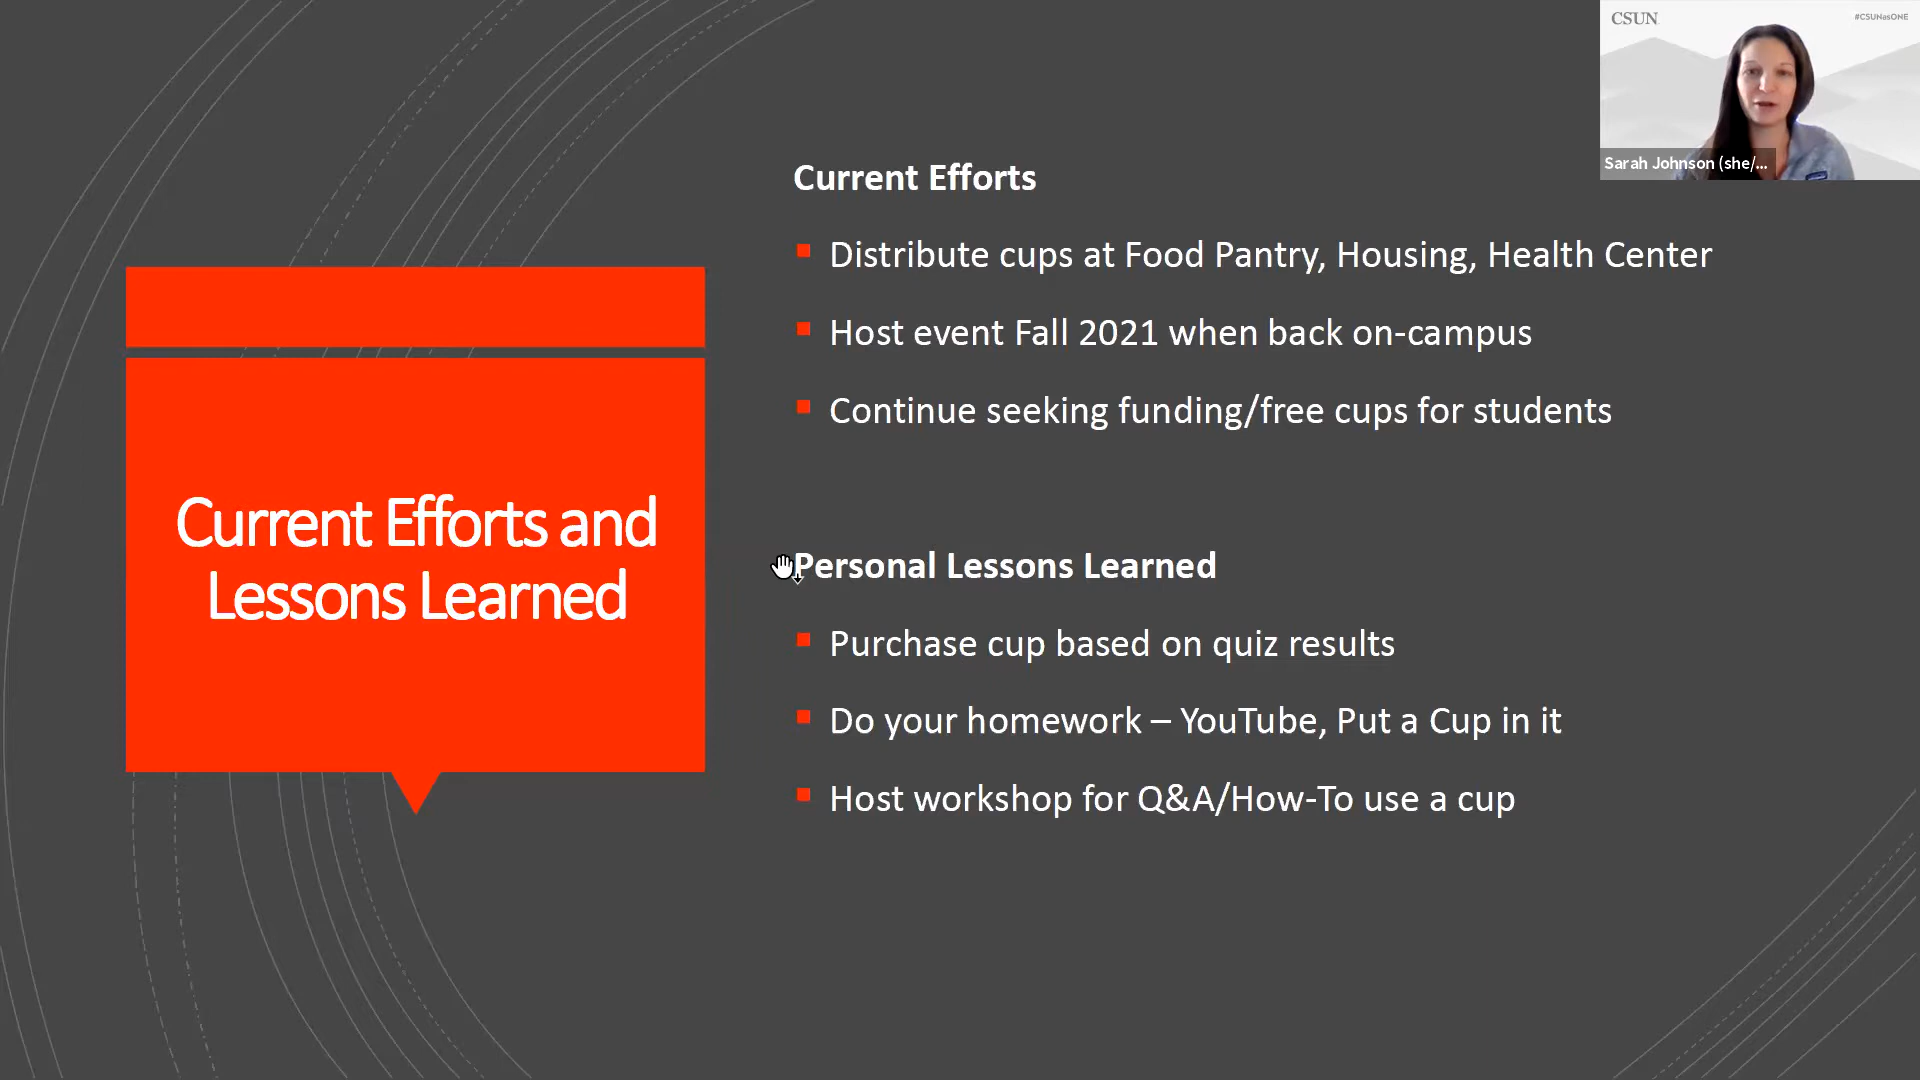 CSUN
#CSUNasONE
Sarah Johnson (she/...
Current Efforts
Distribute cups at Food Pantry, Housing, Health Center
Host event Fall 2021 when back on-campus
Continue seeking funding/free cups for students
Current Efforts and
Lessons Learned
Personal Lessons Learned
Purchase cup based on quiz results
Do your homework – YouTube, Put a Cup in it
Host workshop for Q&A/How-To use a cup